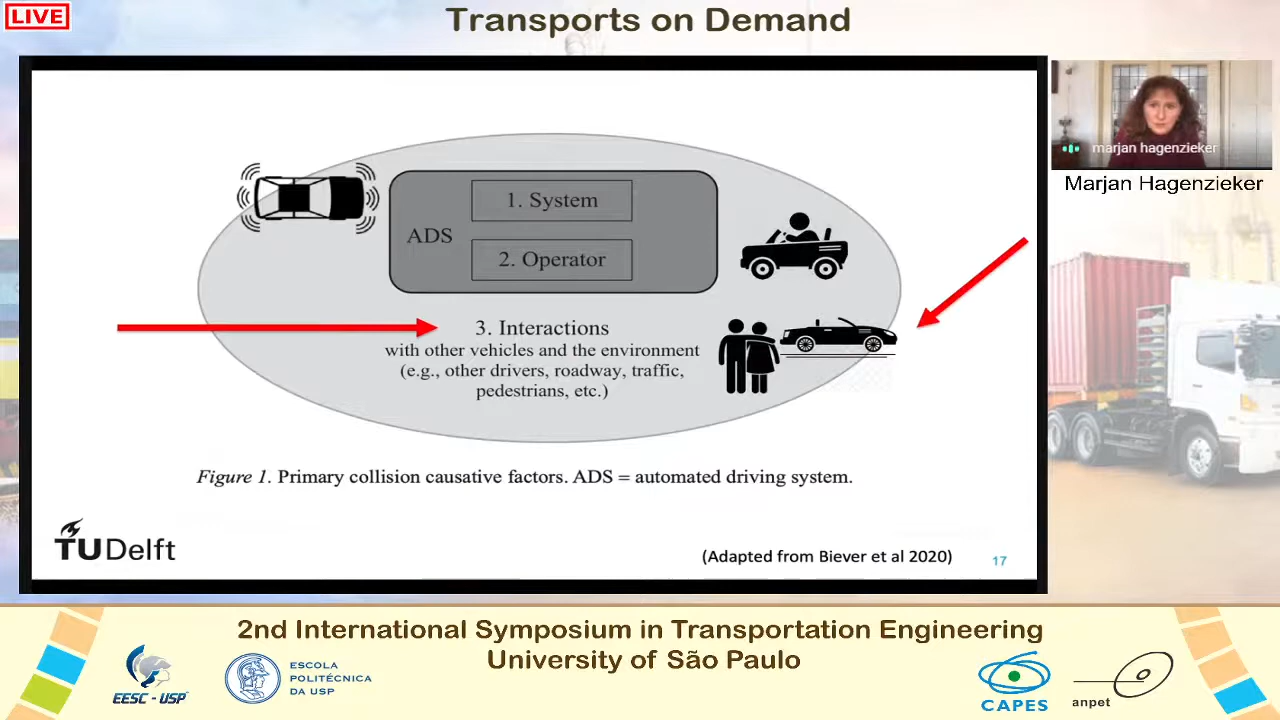 LIVE
Transports on Demand
marjan hagenzieker
Marjan Hagenzieker
1. System
ADS
2. Operator
3. Interactions
with other vehicles and the environment
(e.g., other drivers, roadway, traffic,
pedestrians, etc.)
Figure 1. Primary collision causative factors. ADS = automated driving system.
TUDelft
(Adapted from Biever et al 2020)
17
2nd International Symposium in Transportation Engineering
University of São Paulo
EESC - USP
ESCOLA
POLITÉCNICA
DA USP
CAPES
anpet